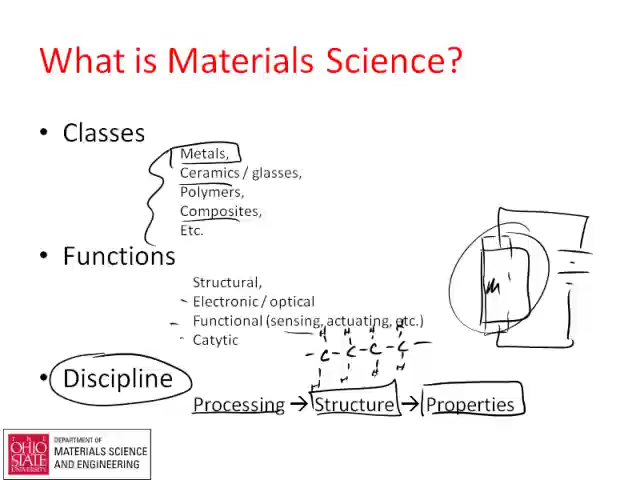 What is Materials Science?
• Classes
Metals,
Ceramics / glasses,
Polymers,
Composites,
Etc.
• Functions
Structural,
Electronic / optical
Functional (sensing, actuating, etc.)
Catytic
H H H H
- C - C - C - C -
H H H H
m
• Discipline
Processing → Structure → Properties
THE
OHIO
STATE
UNIVERSITY
DEPARTMENT OF
MATERIALS SCIENCE
AND ENGINEERING